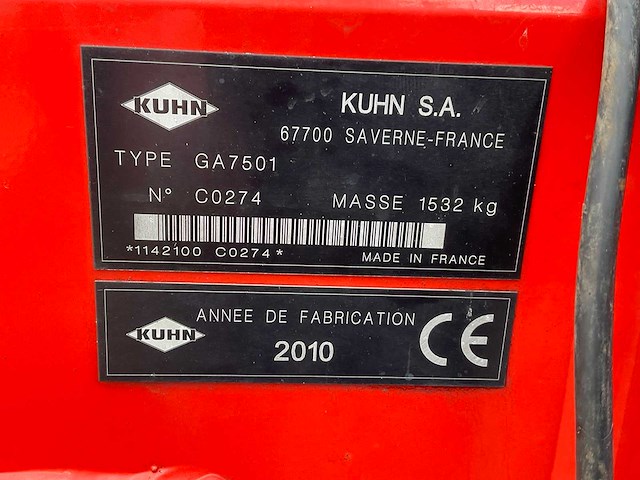 KUHN
KUHN S.A.
67700 SAVERNE-FRANCE
TYPE GA7501
N° C0274 MASSE 1532 kg
*1142100 C0274*
MADE IN FRANCE
KUHN
ANNEE DE FABRICATION
2010
CE